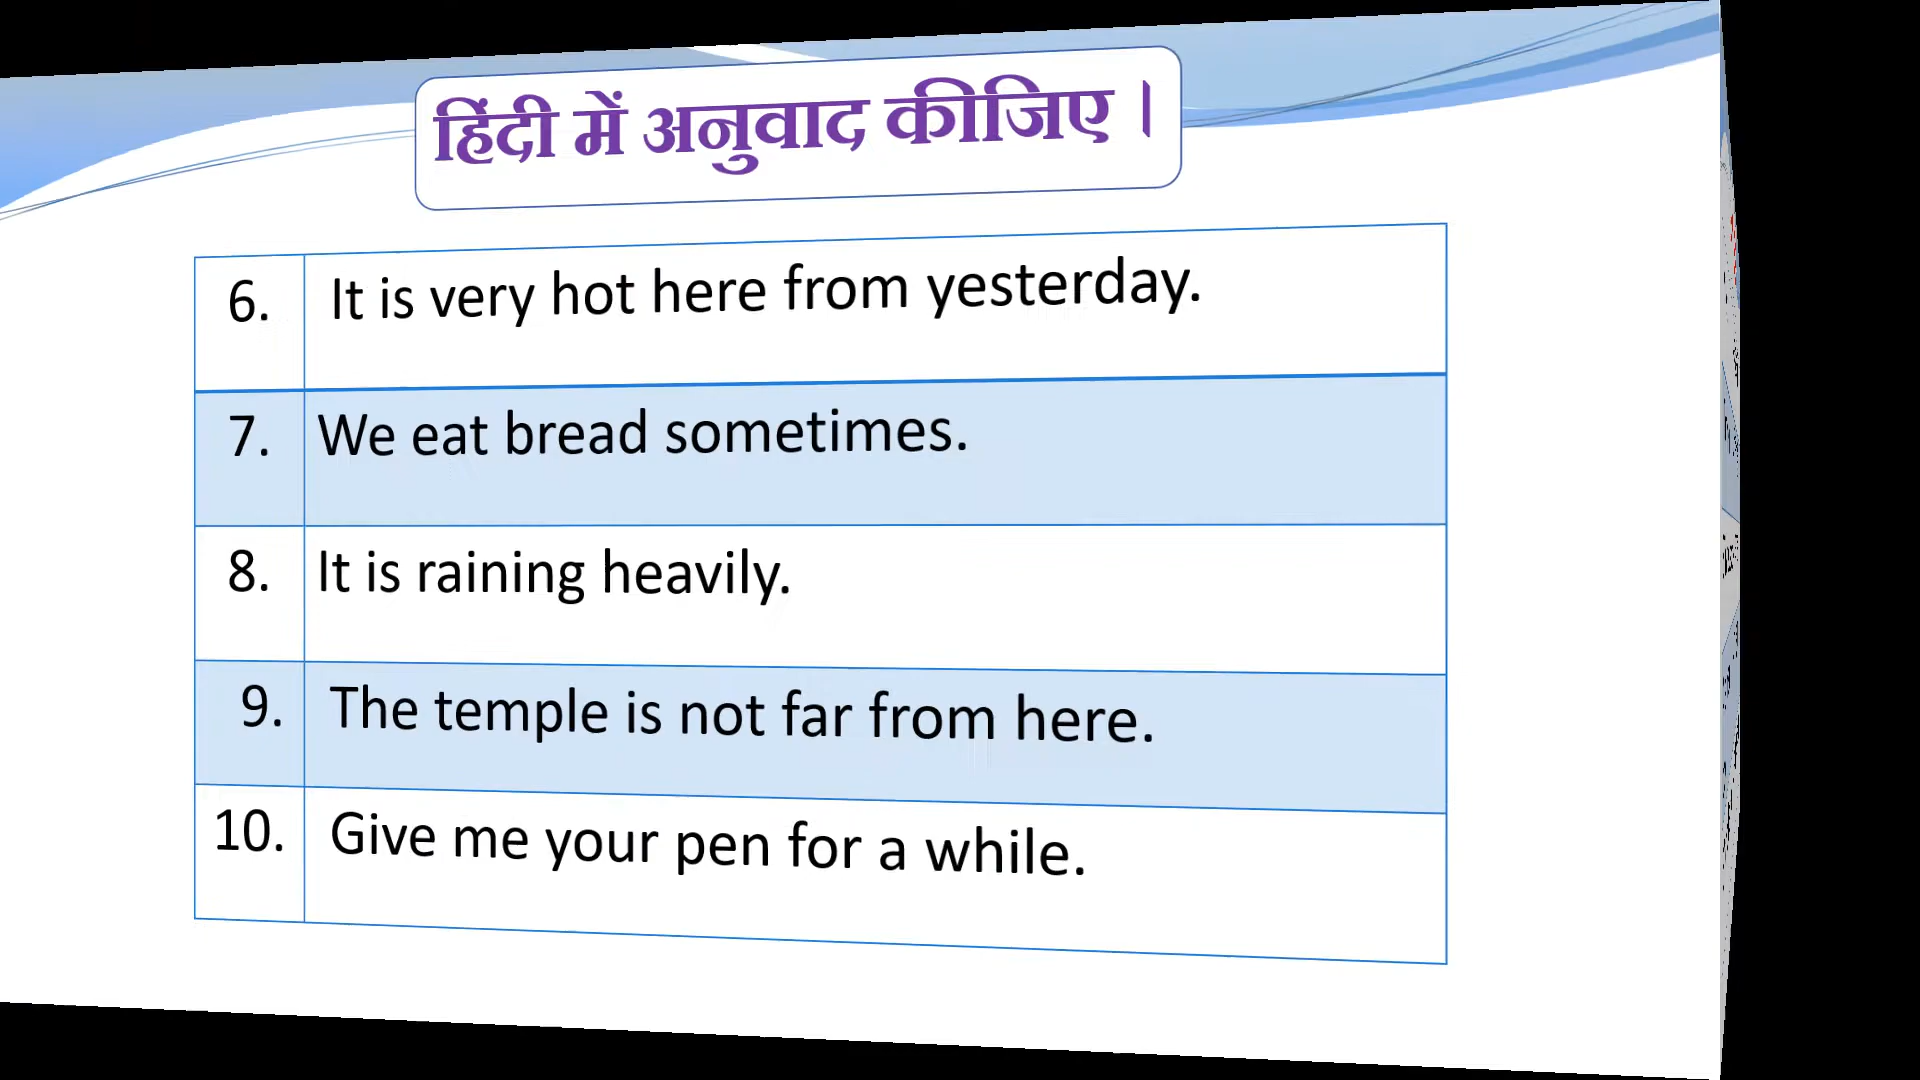 हिंदी में अनुवाद कीजिए ।
6. It is very hot here from yesterday.
7. We eat bread sometimes.
8. It is raining heavily.
9. The temple is not far from here.
10. Give me your pen for a while.